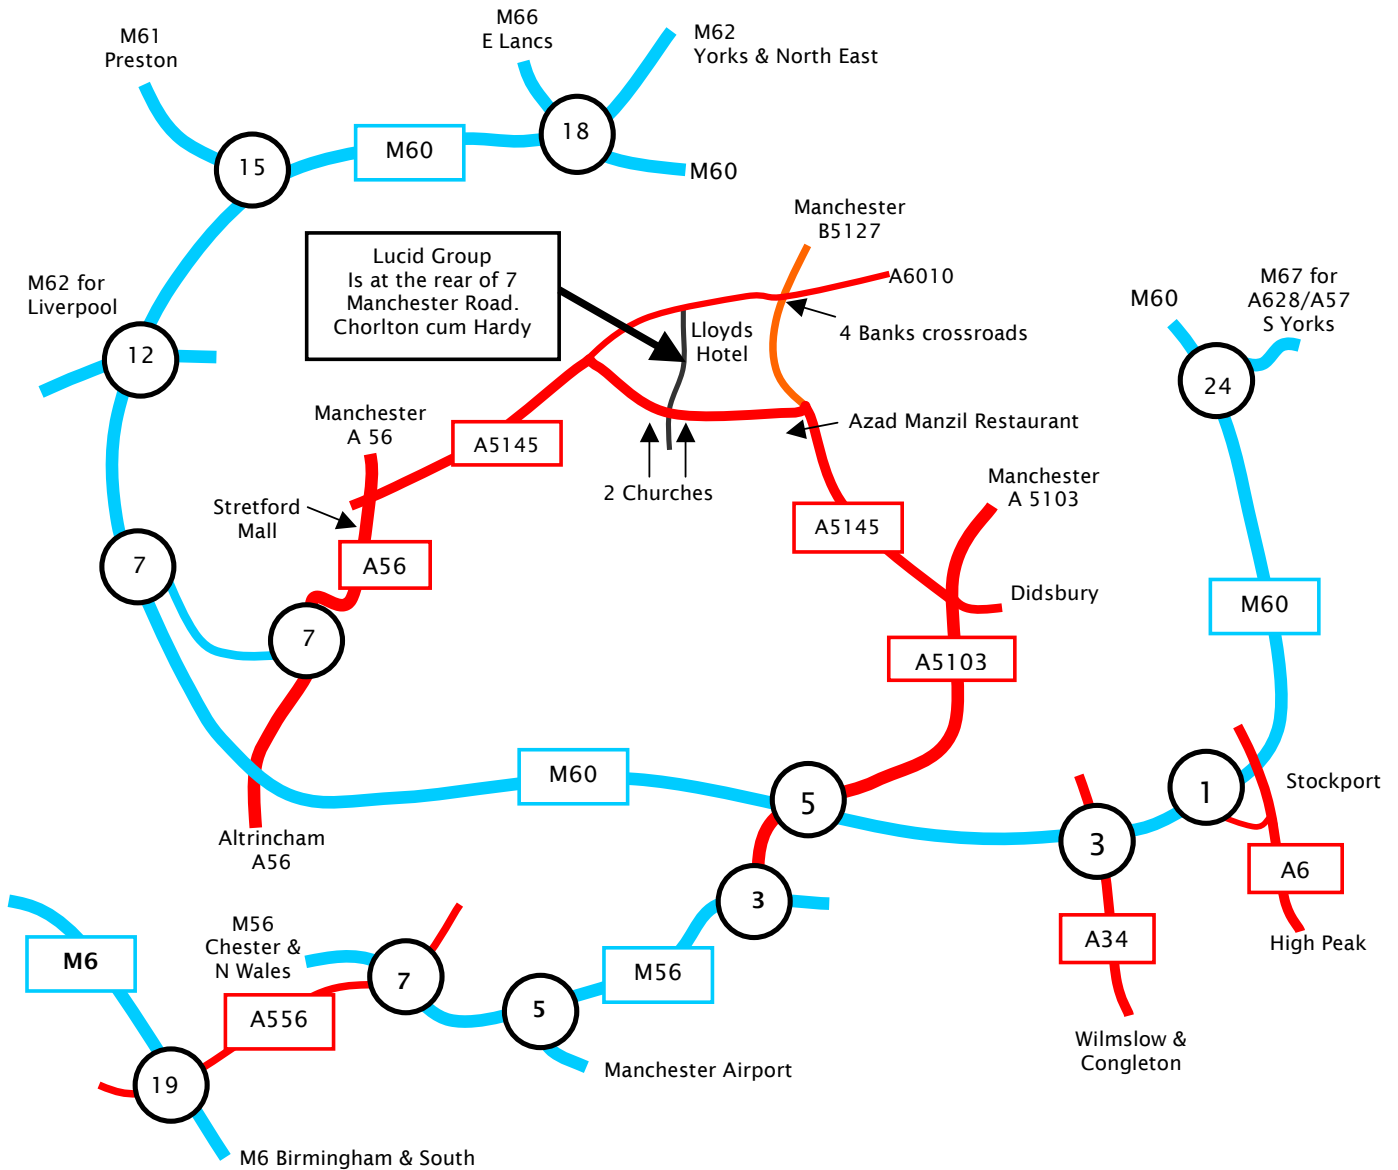 M66
E Lancs
M62
Yorks & North East
M61
Preston
18
M60
15
M60
Manchester
B5127
Lucid Group
Is at the rear of 7
Manchester Road.
Chorlton cum Hardy
A6010
M62 for
Liverpool
M60
M67 for
A628/A57
S Yorks
Lloyds
Hotel
4 Banks crossroads
12
24
Manchester
A 56
A5145
Azad Manzil Restaurant
2 Churches
Manchester
A 5103
Stretford
Mall
A5145
7
A56
Didsbury
M60
7
A5103
M60
5
1
Stockport
Altrincham
A56
3
A6
3
M56
Chester &
N Wales
A34
High Peak
M6
7
M56
5
A556
Wilmslow &
Congleton
Manchester Airport
19
M6 Birmingham & South